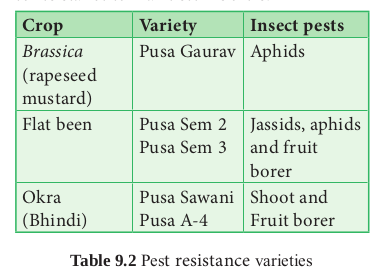 Crop Variety Insect pests
Brassica Pusa Gaurav Aphids
(rapeseed
mustard)
Flat been Pusa Sem 2 Jassids, aphids
Pusa Sem 3 and fruit
borer
Okra Pusa Sawani Shoot and
(Bhindi) Pusa A-4 Fruit borer
Table 9.2 Pest resistance varieties